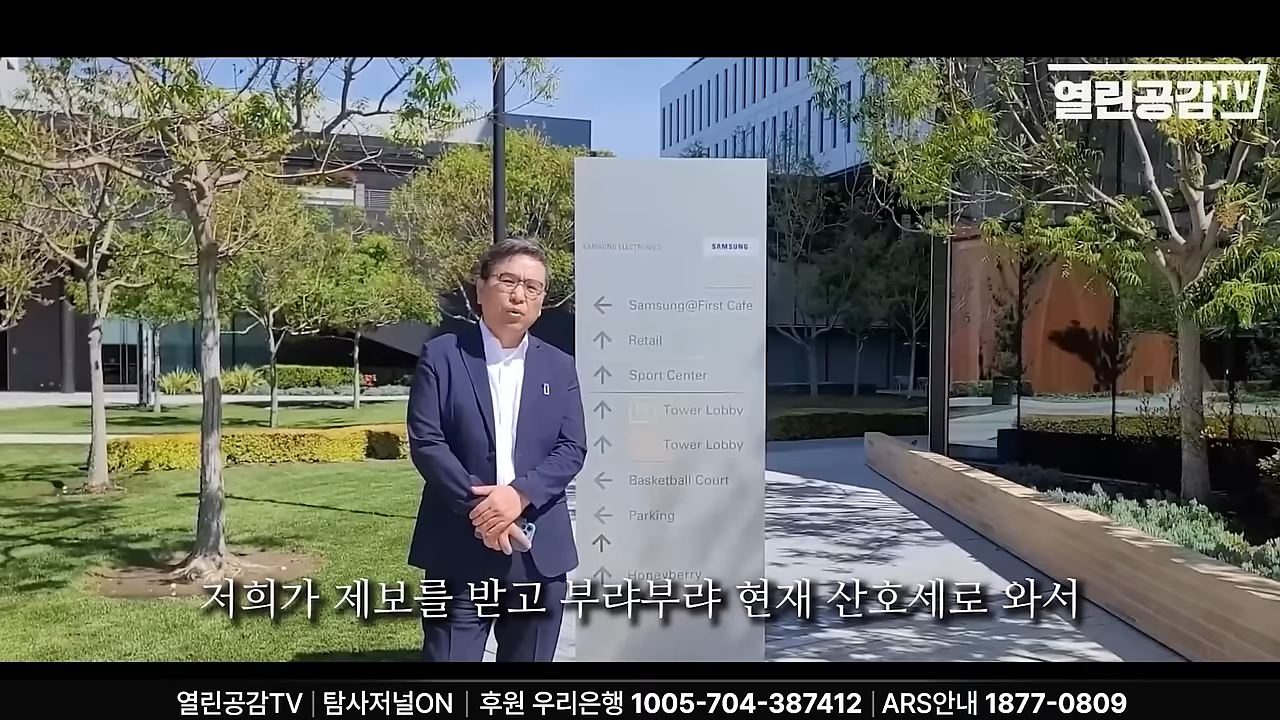 열린공감TV
SAMSUNG ELECTRONICS
SAMSUNG
Samsung@First Cafe
Retail
Sport Center
Tower Lobby
Tower Lobby
Basketball Court
Parking
Honeyberry
저희가 제보를 받고 부랴부랴 현재 산호세로 와서
열린공감TV | 탐사저널ON | 후원 우리은행 1005-704-387412 | ARS안내 1877-0809